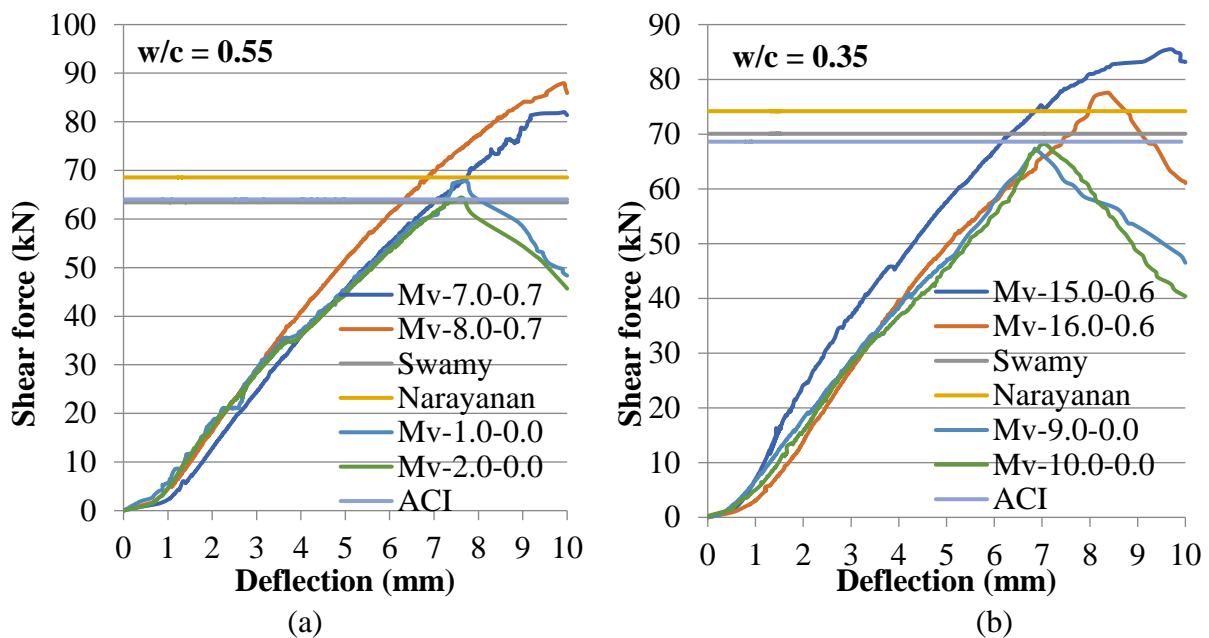 w/c = 0.55
Shear force (kN)
100
90
80
70
60
50
40
30
20
10
0
Mv-7.0-0.7
Mv-8.0-0.7
Swamy
Narayanan
Mv-1.0-0.0
Mv-2.0-0.0
ACI
0 1 2 3 4 5 6 7 8 9 10
Deflection (mm)
(a)
w/c = 0.35
Shear force (kN)
90
80
70
60
50
40
30
20
10
0
Mv-15.0-0.6
Mv-16.0-0.6
Swamy
Narayanan
Mv-9.0-0.0
Mv-10.0-0.0
ACI
0 1 2 3 4 5 6 7 8 9 10
Deflection (mm)
(b)